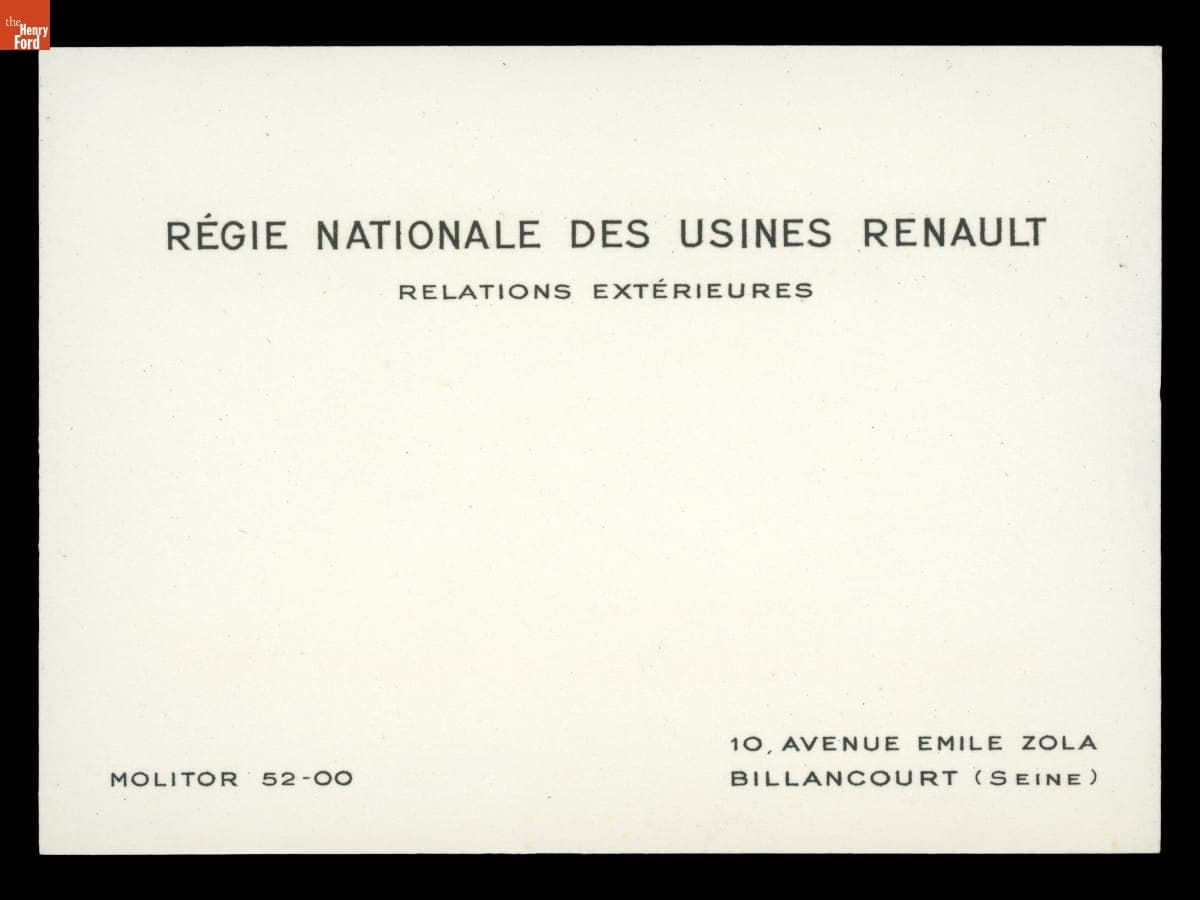 the
Henry
Ford
RÉGIE NATIONALE DES USINES RENAULT
RELATIONS EXTÉRIEURES
MOLITOR 52-00
10, AVENUE EMILE ZOLA
BILLANCOURT (SEINE)